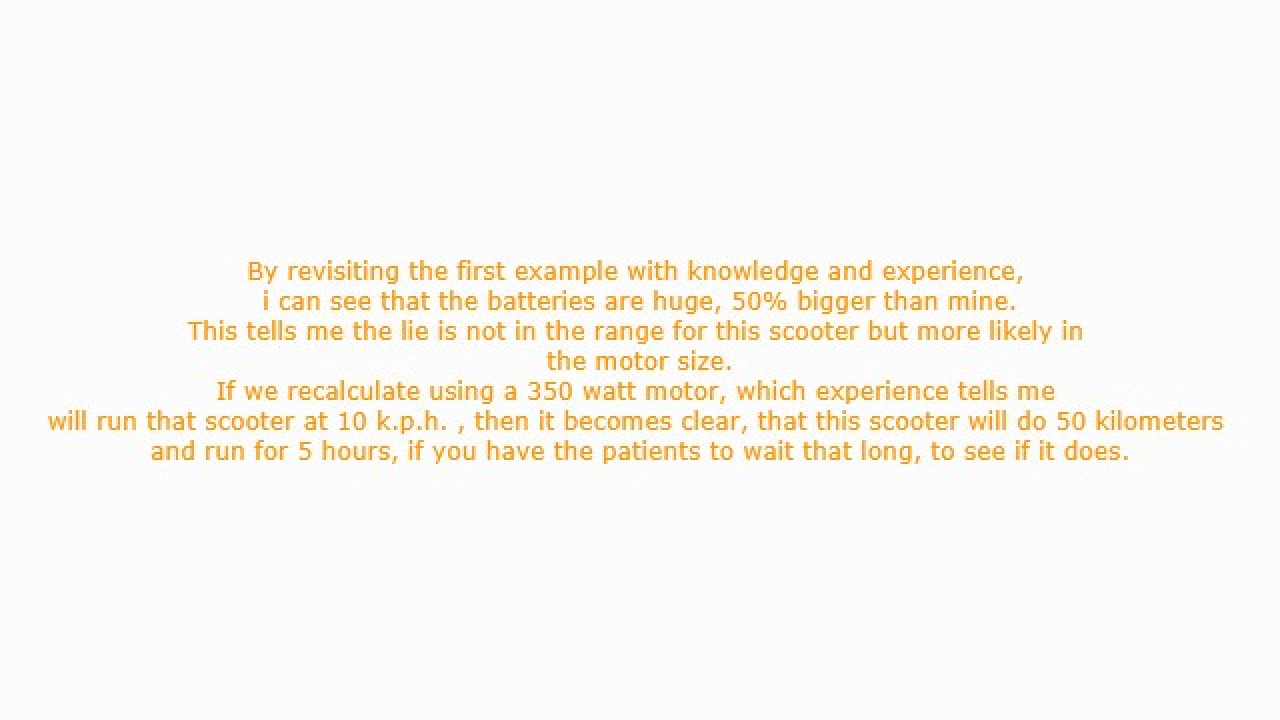 By revisiting the first example with knowledge and experience,
i can see that the batteries are huge, 50% bigger than mine.
This tells me the lie is not in the range for this scooter but more likely in
the motor size.
If we recalculate using a 350 watt motor, which experience tells me
will run that scooter at 10 k.p.h. , then it becomes clear, that this scooter will do 50 kilometers
and run for 5 hours, if you have the patients to wait that long, to see if it does.